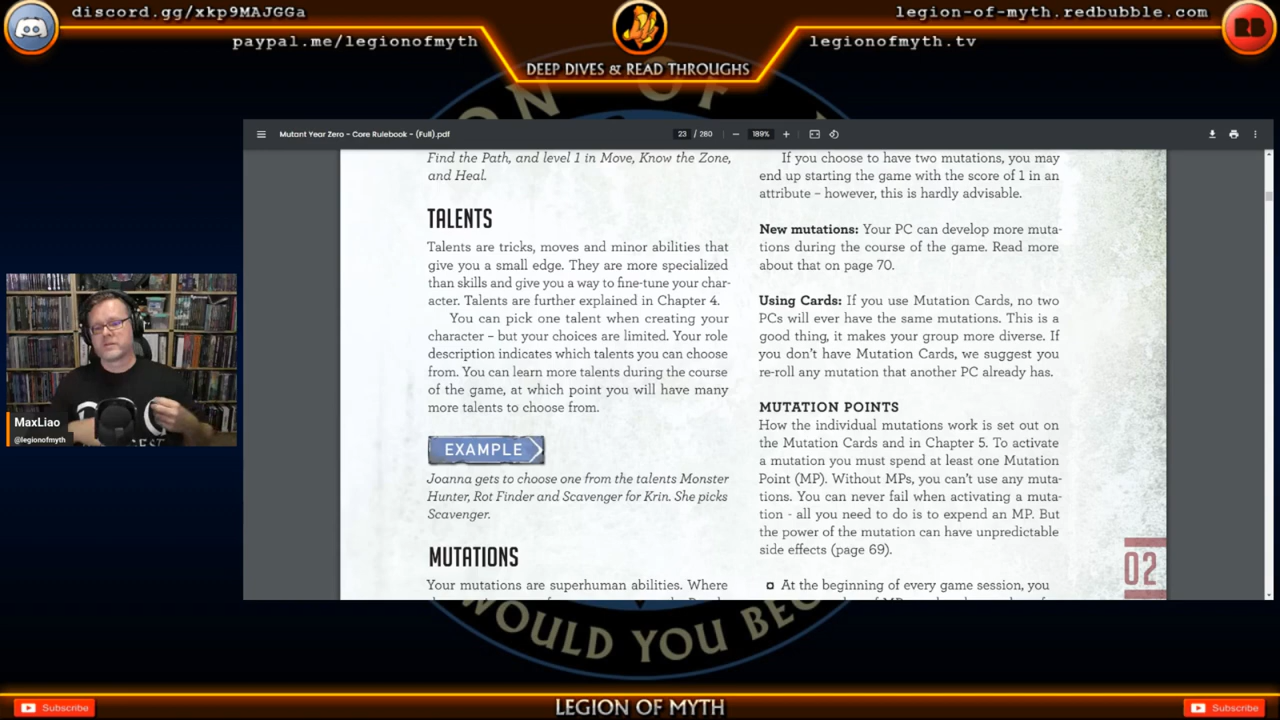 discord.gg/xkp9MAJGGa
paypal.me/legionofmyth
legion-of-myth.redbubble.com
legionofmyth.tv
RB
DEEP DIVES & READ THROUGHS
Mutant Year Zero - Core Rulebook - (Full).pdf
23 / 280
189%
Find the Path, and level 1 in Move, Know the Zone,
and Heal.
TALENTS
Talents are tricks, moves and minor abilities that
give you a small edge. They are more specialized
than skills and give you a way to fine-tune your char-
acter. Talents are further explained in Chapter 4.
You can pick one talent when creating your
character – but your choices are limited. Your role
description indicates which talents you can choose
from. You can learn more talents during the course
of the game, at which point you will have many
more talents to choose from.
EXAMPLE
Joanna gets to choose one from the talents Monster
Hunter, Rot Finder and Scavenger for Krin. She picks
Scavenger.
MUTATIONS
Your mutations are superhuman abilities. Where
If you choose to have two mutations, you may
end up starting the game with the score of 1 in an
attribute – however, this is hardly advisable.
New mutations: Your PC can develop more muta-
tions during the course of the game. Read more
about that on page 70.
Using Cards: If you use Mutation Cards, no two
PCs will ever have the same mutations. This is a
good thing, it makes your group more diverse. If
you don't have Mutation Cards, we suggest you
re-roll any mutation that another PC already has.
MUTATION POINTS
How the individual mutations work is set out on
the Mutation Cards and in Chapter 5. To activate
a mutation you must spend at least one Mutation
Point (MP). Without MPs, you can't use any muta-
tions. You can never fail when activating a muta-
tion - all you need to do is to expend an MP. But
the power of the mutation can have unpredictable
side effects (page 69).
At the beginning of every game session, you
02
MaxLiao
@legionofmyth
WOULD YOU
Subscribe
LEGION OF MYTH
Subscribe